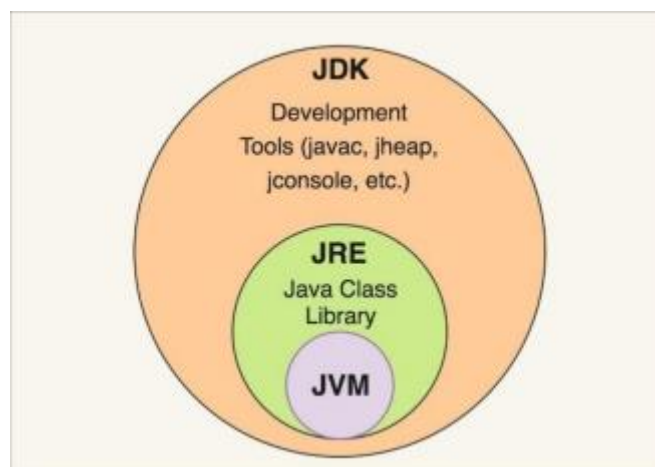 JDK
Development
Tools (javac, jheap,
jconsole, etc.)
JRE
Java Class
Library
JVM